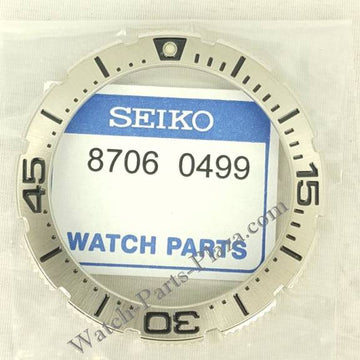 SEIKO
8706 0499
45
15
WATCH PARTS
30
Watch-Parts-Plaza.com